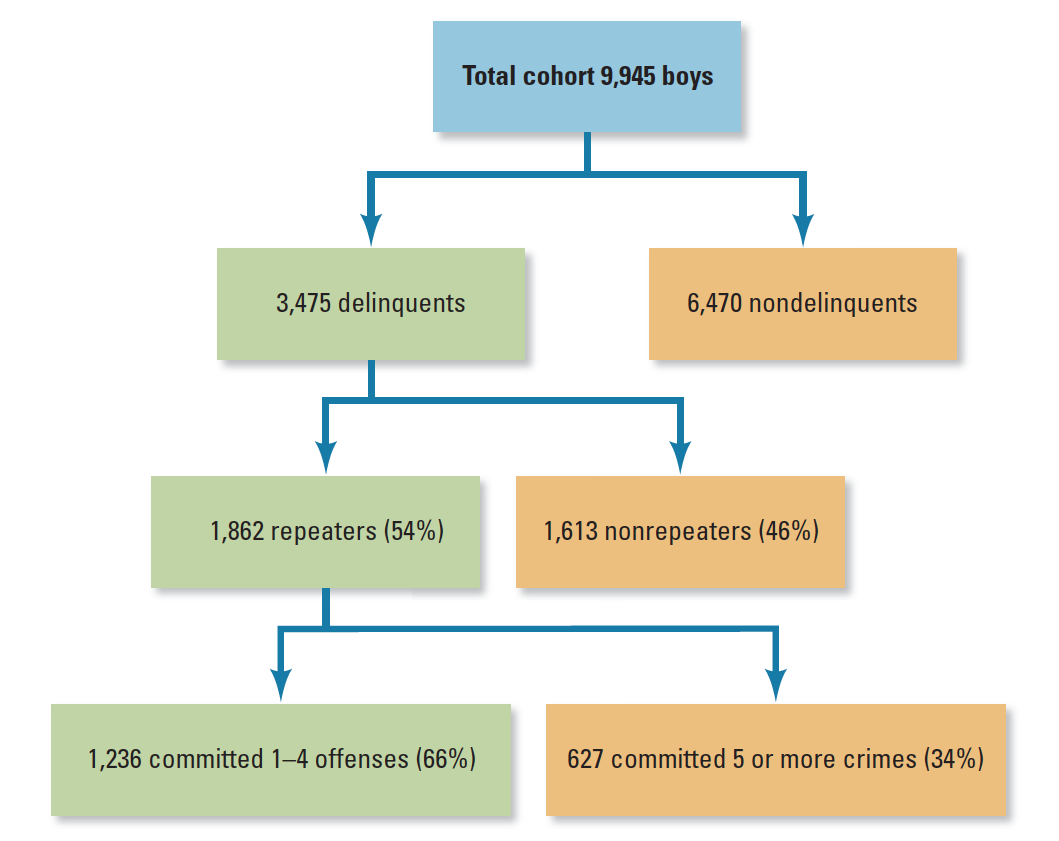 Total cohort 9,945 boys
3,475 delinquents
6,470 nondelinquents
1,862 repeaters (54%)
1,613 nonrepeaters (46%)
1,236 committed 1–4 offenses (66%)
627 committed 5 or more crimes (34%)